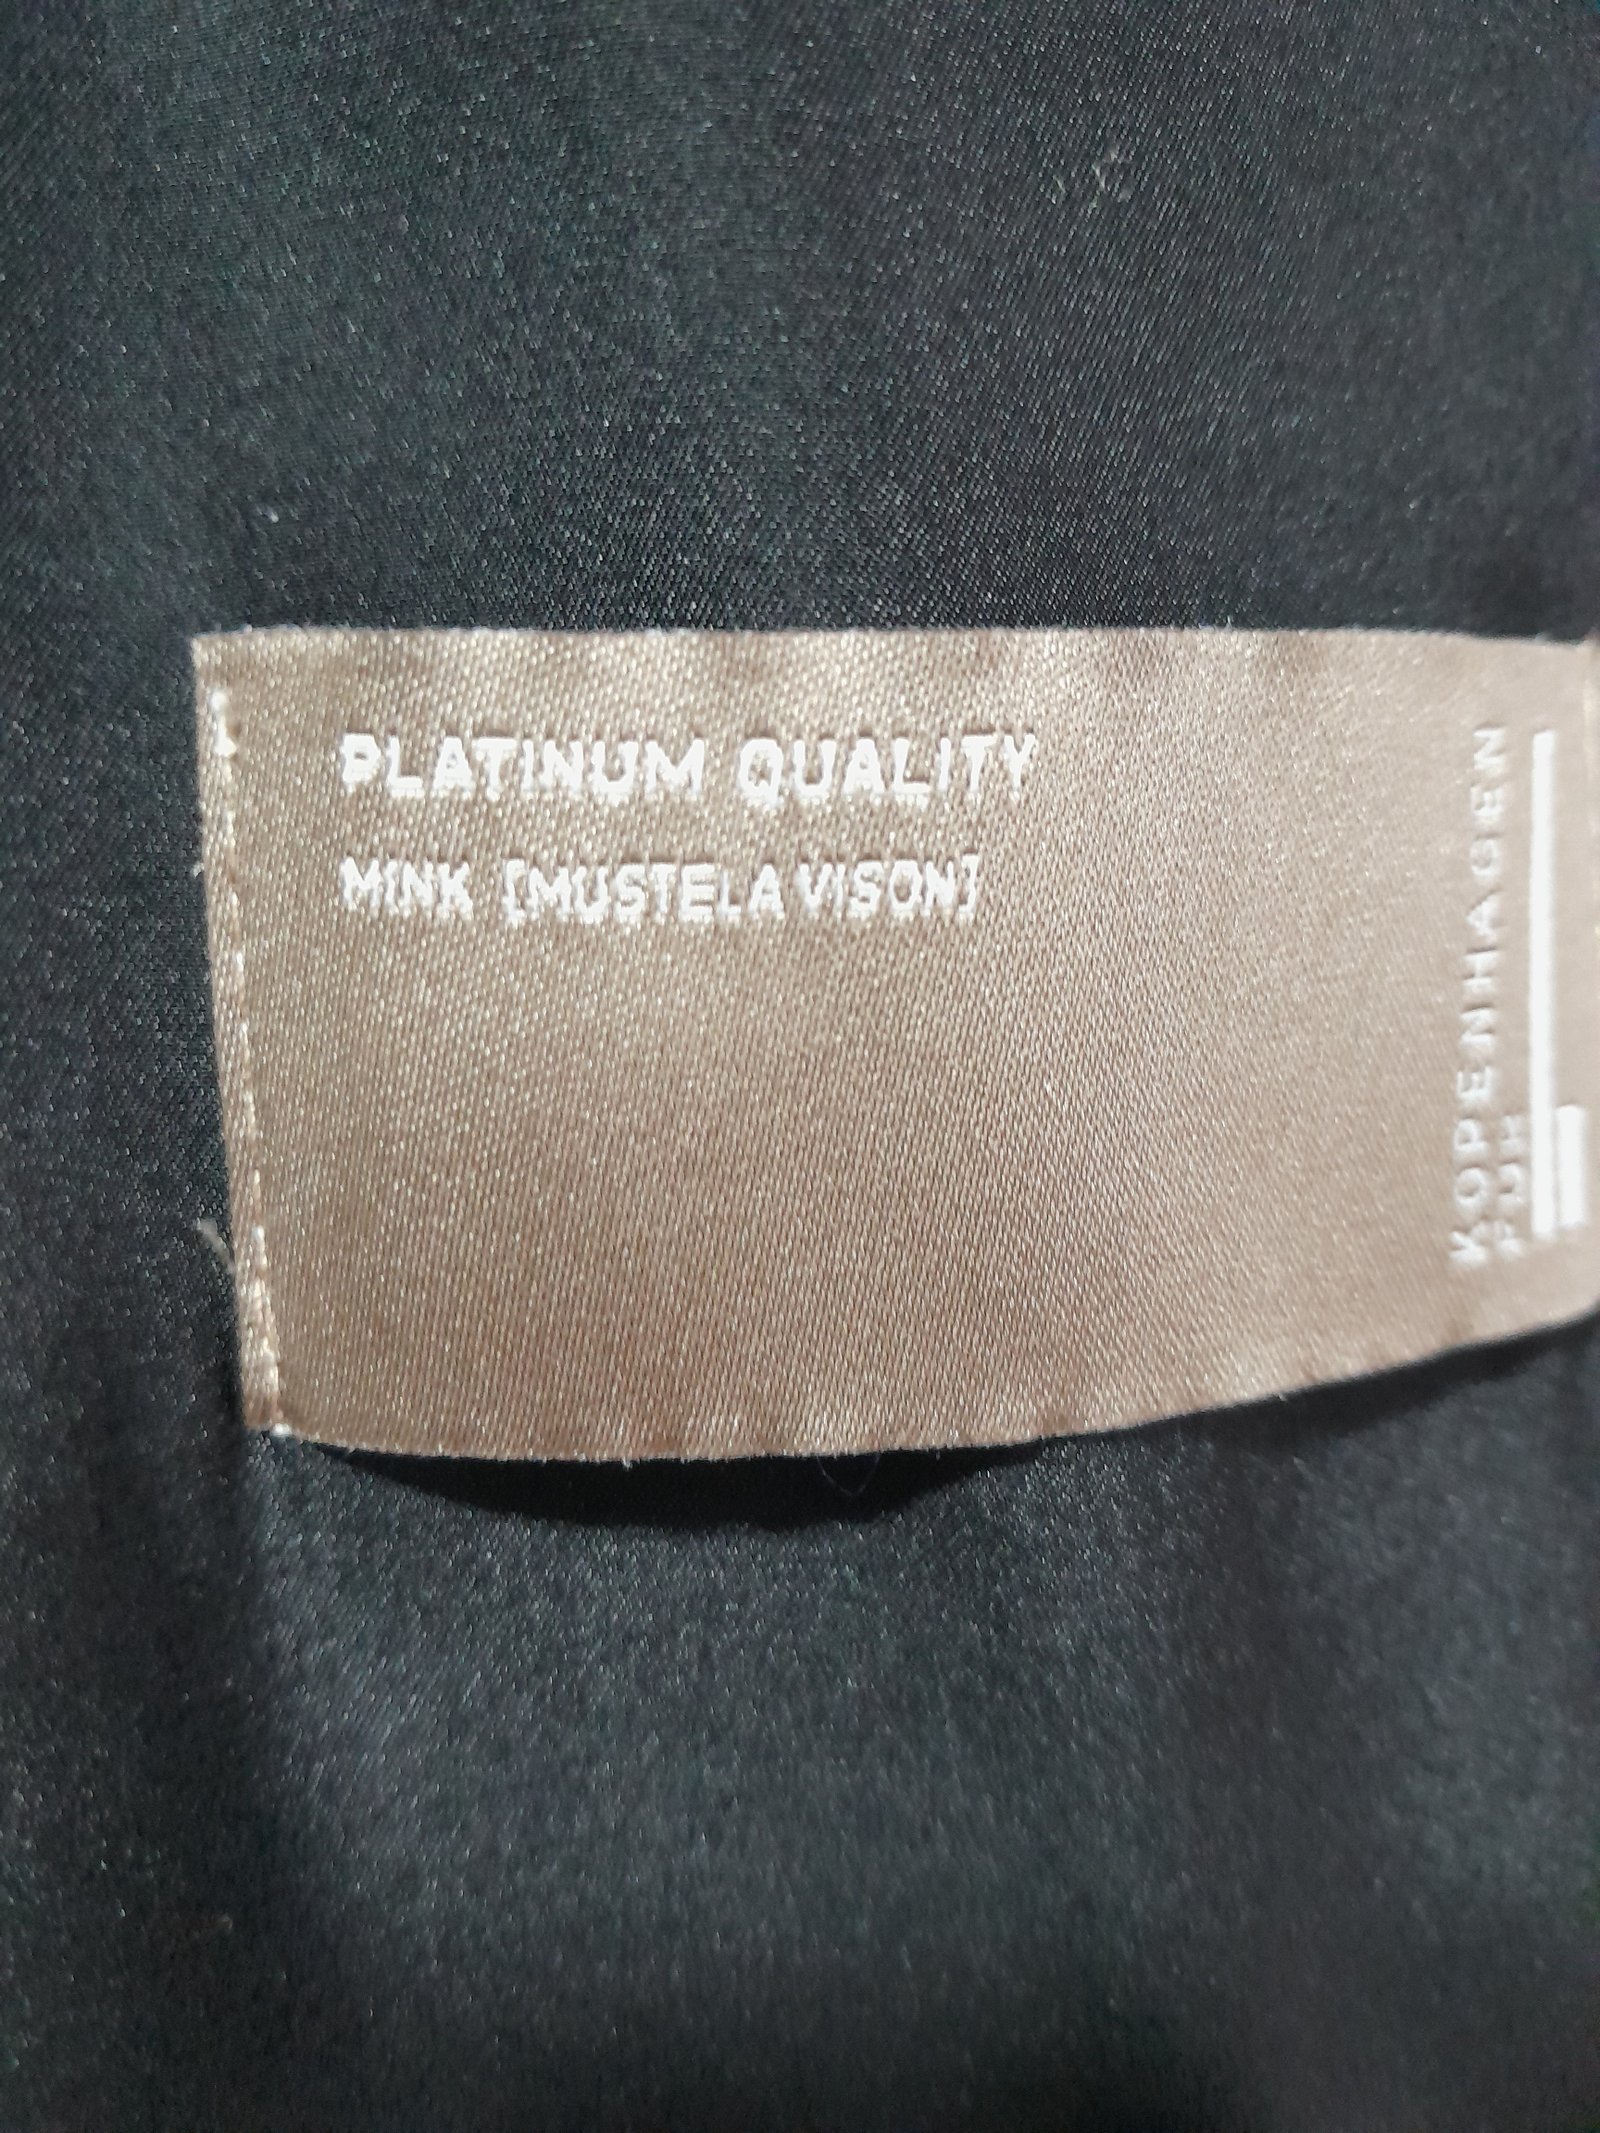 PLATINUM QUALITY
MINK [MUSTELA VISON]
KOPENHAGEN
FUR